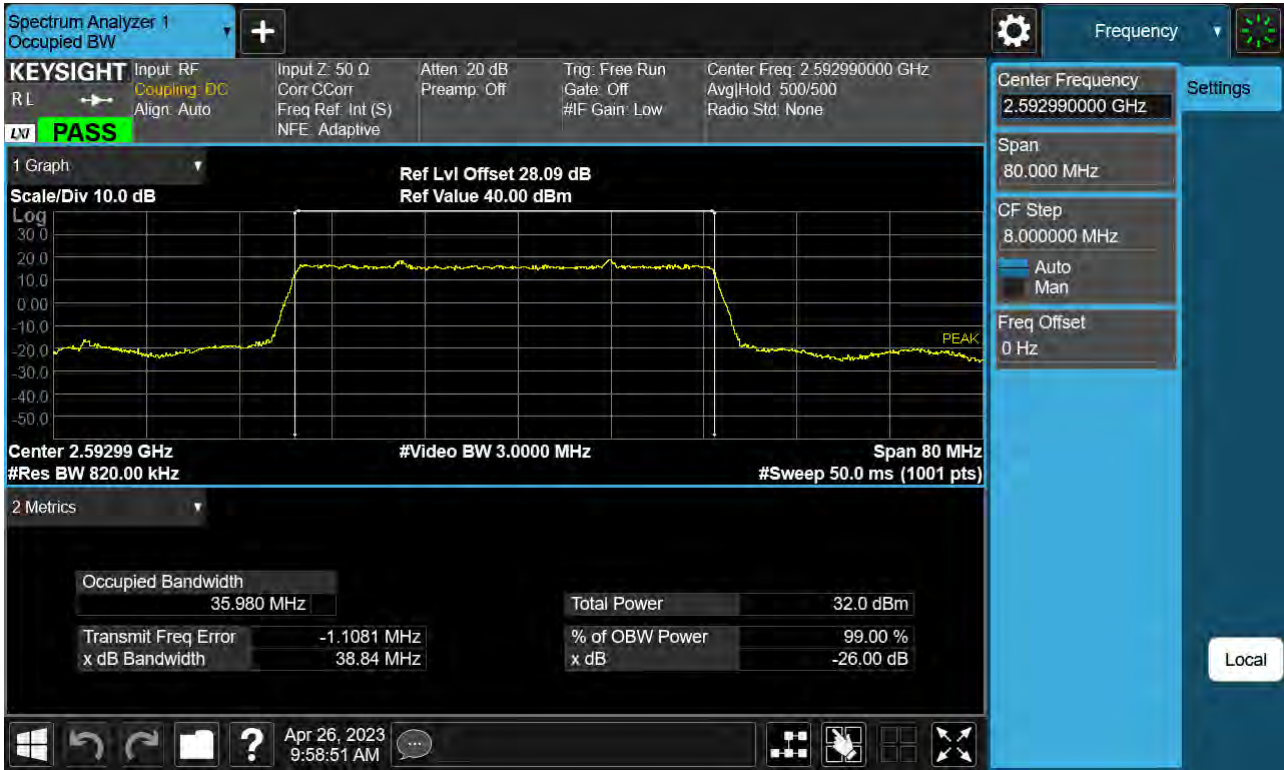 Spectrum Analyzer 1
Occupied BW
Frequency
KEYSIGHT
RL
LXI
PASS
Input: RF
Coupling: DC
Align: Auto
Input Z: 50 Ω
Corr CCorr
Freq Ref: Int (S)
NFE: Adaptive
Atten: 20 dB
Preamp: Off
Trig: Free Run
Gate: Off
#IF Gain: Low
Center Freq: 2.592990000 GHz
Avg|Hold: 500/500
Radio Std: None
Center Frequency
2.592990000 GHz
Settings
Span
80.000 MHz
CF Step
8.000000 MHz
Auto
Man
Freq Offset
0 Hz
1 Graph
Scale/Div 10.0 dB
Ref Lvl Offset 28.09 dB
Ref Value 40.00 dBm
Log
30.0
20.0
10.0
0.00
-10.0
-20.0
-30.0
-40.0
-50.0
PEAK
Center 2.59299 GHz
#Video BW 3.0000 MHz
Span 80 MHz
#Res BW 820.00 kHz
#Sweep 50.0 ms (1001 pts)
2 Metrics
Occupied Bandwidth
35.980 MHz
Total Power 32.0 dBm
Transmit Freq Error -1.1081 MHz
% of OBW Power 99.00 %
x dB Bandwidth 38.84 MHz
x dB -26.00 dB
Local
?
Apr 26, 2023
9:58:51 AM